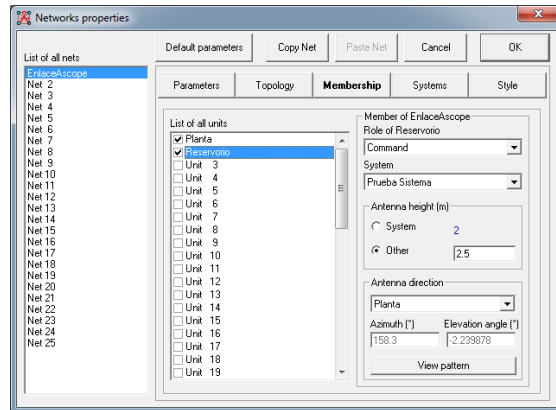 Networks properties
Default parameters
Copy Net
Paste Net
Cancel
OK
List of all nets
EnlaceAscope
Net 2
Net 3
Net 4
Net 5
Net 6
Net 7
Net 8
Net 9
Net 10
Net 11
Net 12
Net 13
Net 14
Net 15
Net 16
Net 17
Net 18
Net 19
Net 20
Net 21
Net 22
Net 23
Net 24
Net 25
Parameters
Topology
Membership
Systems
Style
List of all units
Planta
Reservorio
Unit 3
Unit 4
Unit 5
Unit 6
Unit 7
Unit 8
Unit 9
Unit 10
Unit 11
Unit 12
Unit 13
Unit 14
Unit 15
Unit 16
Unit 17
Unit 18
Unit 19
Member of EnlaceAscope
Role of Reservorio
Command
System
Prueba Sistema
Antenna height (m)
System 2
Other 2.5
Antenna direction
Planta
Azimuth (°) Elevation angle (°)
158.3 -2.239878
View pattern